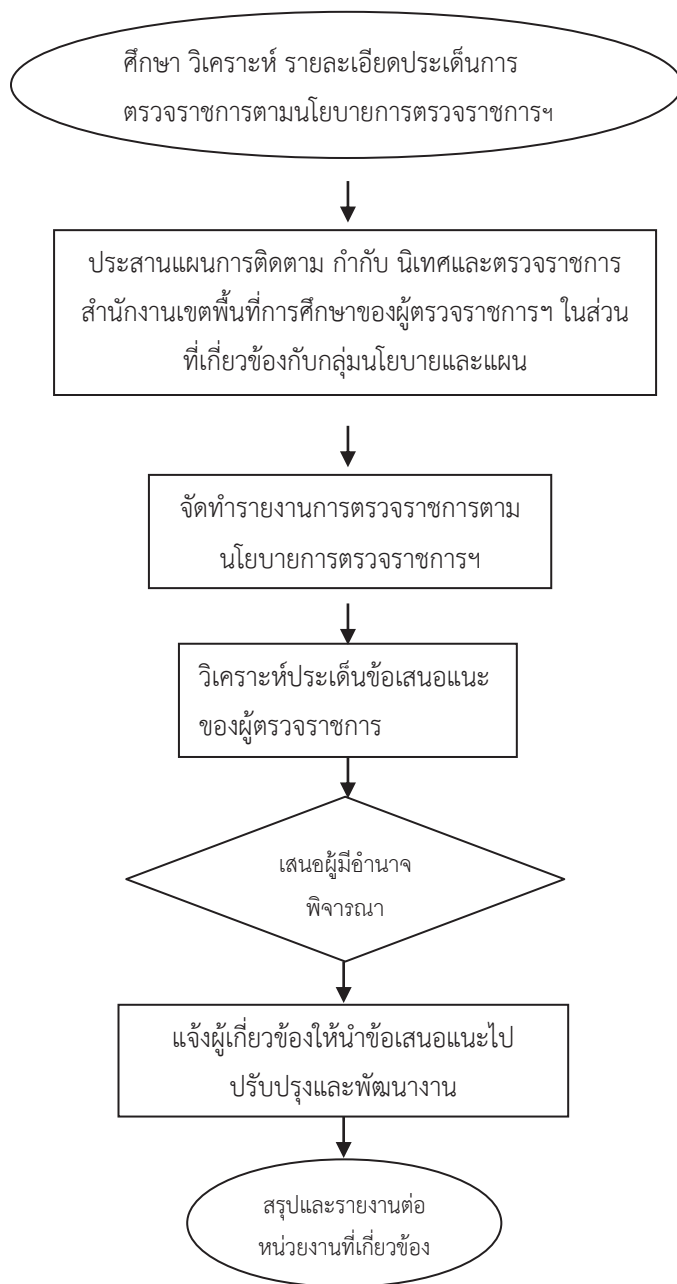 ศึกษา วิเคราะห์ รายละเอียดประเด็นการ
ตรวจราชการตามนโยบายการตรวจราชการฯ
ประสานแผนการติดตาม กำกับ นิเทศและตรวจราชการ
สำนักงานเขตพื้นที่การศึกษาของผู้ตรวจราชการฯ ในส่วน
ที่เกี่ยวข้องกับกลุ่มนโยบายและแผน
จัดทำรายงานการตรวจราชการตาม
นโยบายการตรวจราชการฯ
วิเคราะห์ประเด็นข้อเสนอแนะ
ของผู้ตรวจราชการ
เสนอผู้มีอำนาจ
พิจารณา
แจ้งผู้เกี่ยวข้องให้นำข้อเสนอแนะไป
ปรับปรุงและพัฒนางาน
สรุปและรายงานต่อ
หน่วยงานที่เกี่ยวข้อง